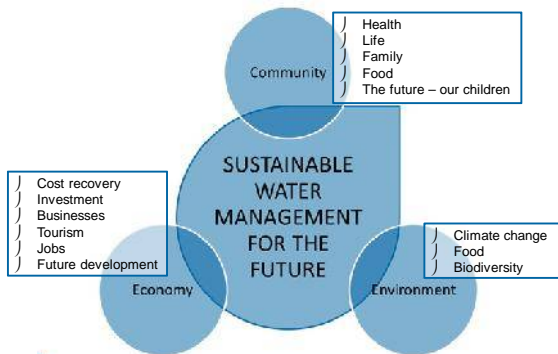 Health
Life
Family
Food
The future – our children
Community
SUSTAINABLE
WATER
MANAGEMENT
FOR THE
FUTURE
Cost recovery
Investment
Businesses
Tourism
Jobs
Future development
Economy
Climate change
Food
Biodiversity
Environment